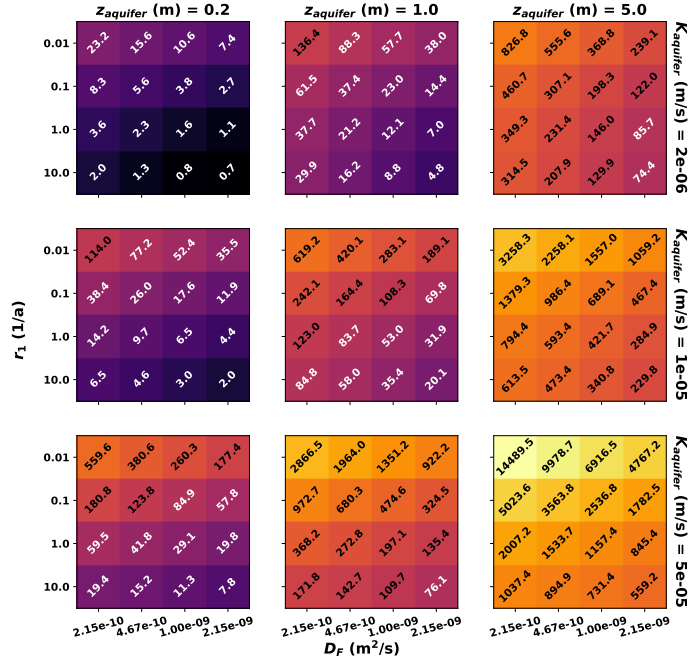 z_aquifer (m) = 0.2 z_aquifer (m) = 1.0 z_aquifer (m) = 5.0
0.01 23.2 15.6 10.6 7.4 136.4 88.3 57.7 38.0 826.8 555.6 368.8 239.1
0.1 8.3 5.6 3.8 2.7 61.5 37.4 23.0 14.4 460.7 307.1 198.3 122.0
1.0 3.6 2.3 1.6 1.1 37.7 21.2 12.1 7.0 349.3 231.4 146.0 85.7
10.0 2.0 1.3 0.8 0.7 29.9 16.2 8.8 4.8 314.5 207.9 129.9 74.4
K_aquifer (m/s) = 2e-06
0.01 114.0 77.2 52.4 35.5 619.2 420.1 283.1 189.1 3258.3 2258.1 1557.0 1059.2
0.1 38.4 26.0 17.6 11.9 242.1 164.4 108.3 69.8 1379.3 986.4 689.1 467.4
1.0 14.2 9.7 6.5 4.4 123.0 83.7 53.0 31.9 794.4 593.4 421.7 284.9
10.0 6.5 4.6 3.0 2.0 84.8 58.0 35.4 20.1 613.5 473.4 340.8 229.8
K_aquifer (m/s) = 1e-05
r_1 (1/a)
0.01 559.6 380.6 260.3 177.4 2866.5 1964.0 1351.2 922.2 14489.5 9978.7 6916.5 4767.2
0.1 180.8 123.8 84.9 57.8 972.7 680.3 474.6 324.5 5023.6 3563.8 2536.8 1782.5
1.0 59.5 41.8 29.1 19.8 368.2 272.8 197.1 135.4 2007.2 1533.7 1157.4 845.4
10.0 19.4 15.2 11.3 7.8 171.8 142.7 109.7 76.1 1037.4 894.9 731.4 559.2
K_aquifer (m/s) = 5e-05
2.15e-10 4.67e-10 1.00e-09 2.15e-09 2.15e-10 4.67e-10 1.00e-09 2.15e-09 2.15e-10 4.67e-10 1.00e-09 2.15e-09
D_F (m²/s)